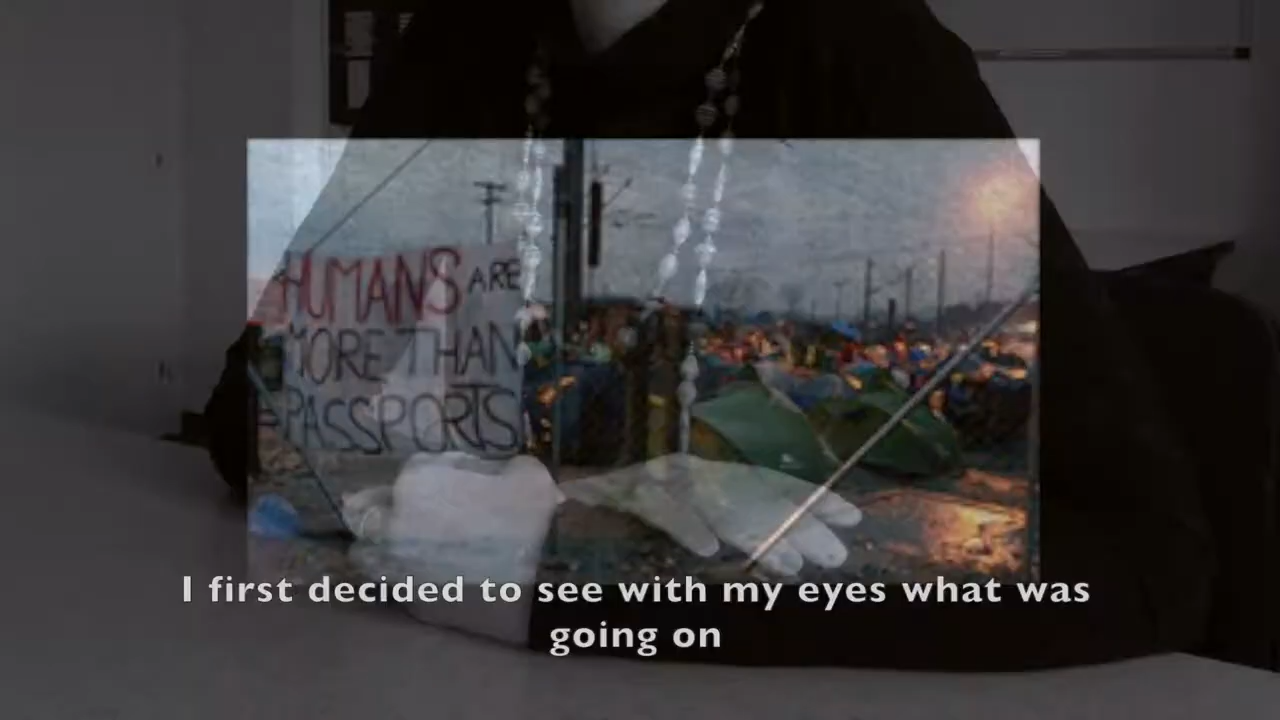 HUMANS ARE
MORE THAN
PASSPORTS
I first decided to see with my eyes what was
going on